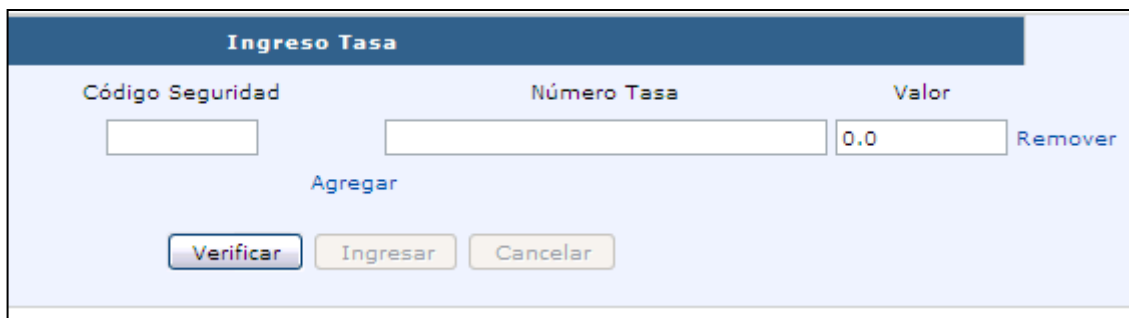 Ingreso Tasa
Código Seguridad Número Tasa Valor
0.0 Remover
Agregar
Verificar Ingresar Cancelar